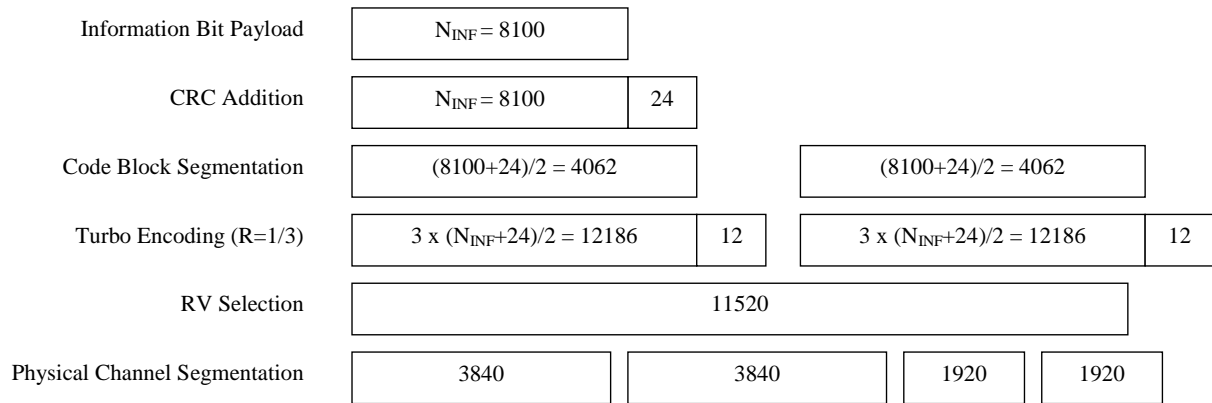 Information Bit Payload N_INF = 8100
CRC Addition N_INF = 8100 24
Code Block Segmentation (8100+24)/2 = 4062 (8100+24)/2 = 4062
Turbo Encoding (R=1/3) 3 x (N_INF+24)/2 = 12186 12 3 x (N_INF+24)/2 = 12186 12
RV Selection 11520
Physical Channel Segmentation 3840 3840 1920 1920